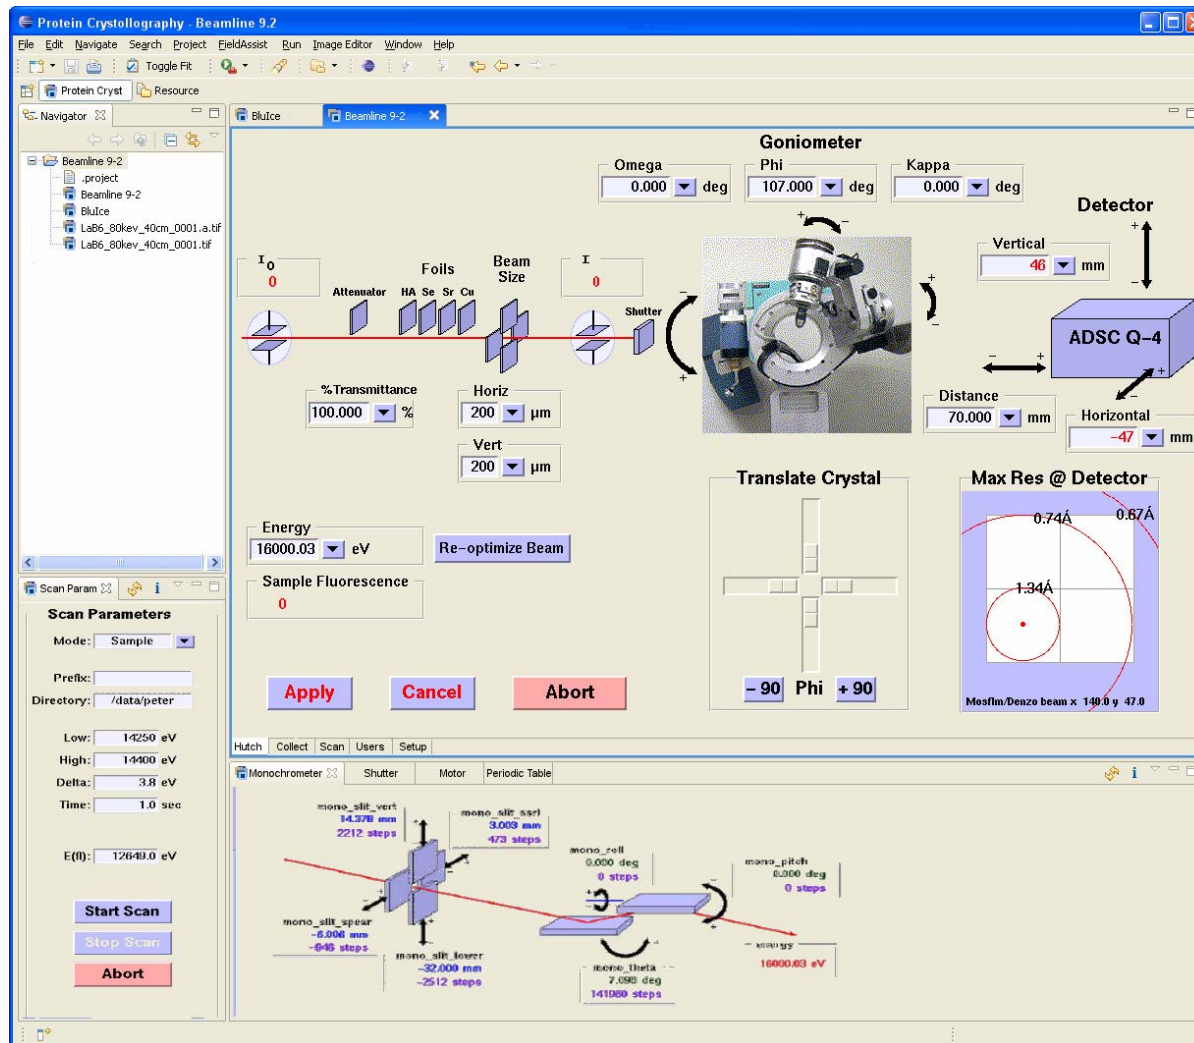 Protein Crystollography - Beamline 9.2
File Edit Navigate Search Project FieldAssist Run Image Editor Window Help
Toggle Fit
Protein Cryst Resource
Navigator
Beamline 9-2
.project
Beamline 9-2
BluIce
LaB6_80kev_40cm_0001.a.tif
LaB6_80kev_40cm_0001.tif
BluIce Beamline 9-2
Goniometer
Omega Phi Kappa
0.000 deg 107.000 deg 0.000 deg
Detector
Vertical
46 mm
ADSC Q-4
Distance
70.000 mm
Horizontal
-47 mm
I0
0
Attenuator
Foils
HA Se Sr Cu
Beam
Size
I
0
Shutter
%Transmittance
100.000 %
Horiz
200 µm
Vert
200 µm
Energy
16000.03 eV
Re-optimize Beam
Sample Fluorescence
0
Apply Cancel Abort
Translate Crystal
- 90 Phi + 90
Max Res @ Detector
0.74Å 0.67Å
1.34Å
Mosflm/Denzo beam x 140.0 y 47.0
Hutch Collect Scan Users Setup
Scan Param
Scan Parameters
Mode: Sample
Prefix:
Directory: /data/peter
Low: 14250 eV
High: 14400 eV
Delta: 3.8 eV
Time: 1.0 sec
E(fl): 12649.0 eV
Start Scan
Stop Scan
Abort
Monochrometer Shutter Motor Periodic Table
mono_slit_vert
14.378 mm
2212 steps
mono_slit_ssrl
3.003 mm
473 steps
mono_roll
0.000 deg
0 steps
mono_pitch
0.000 deg
0 steps
mono_slit_spear
-6.006 mm
-946 steps
mono_slit_lower
-32.000 mm
-2512 steps
mono_theta
7.098 deg
141960 steps
energy
16000.03 eV